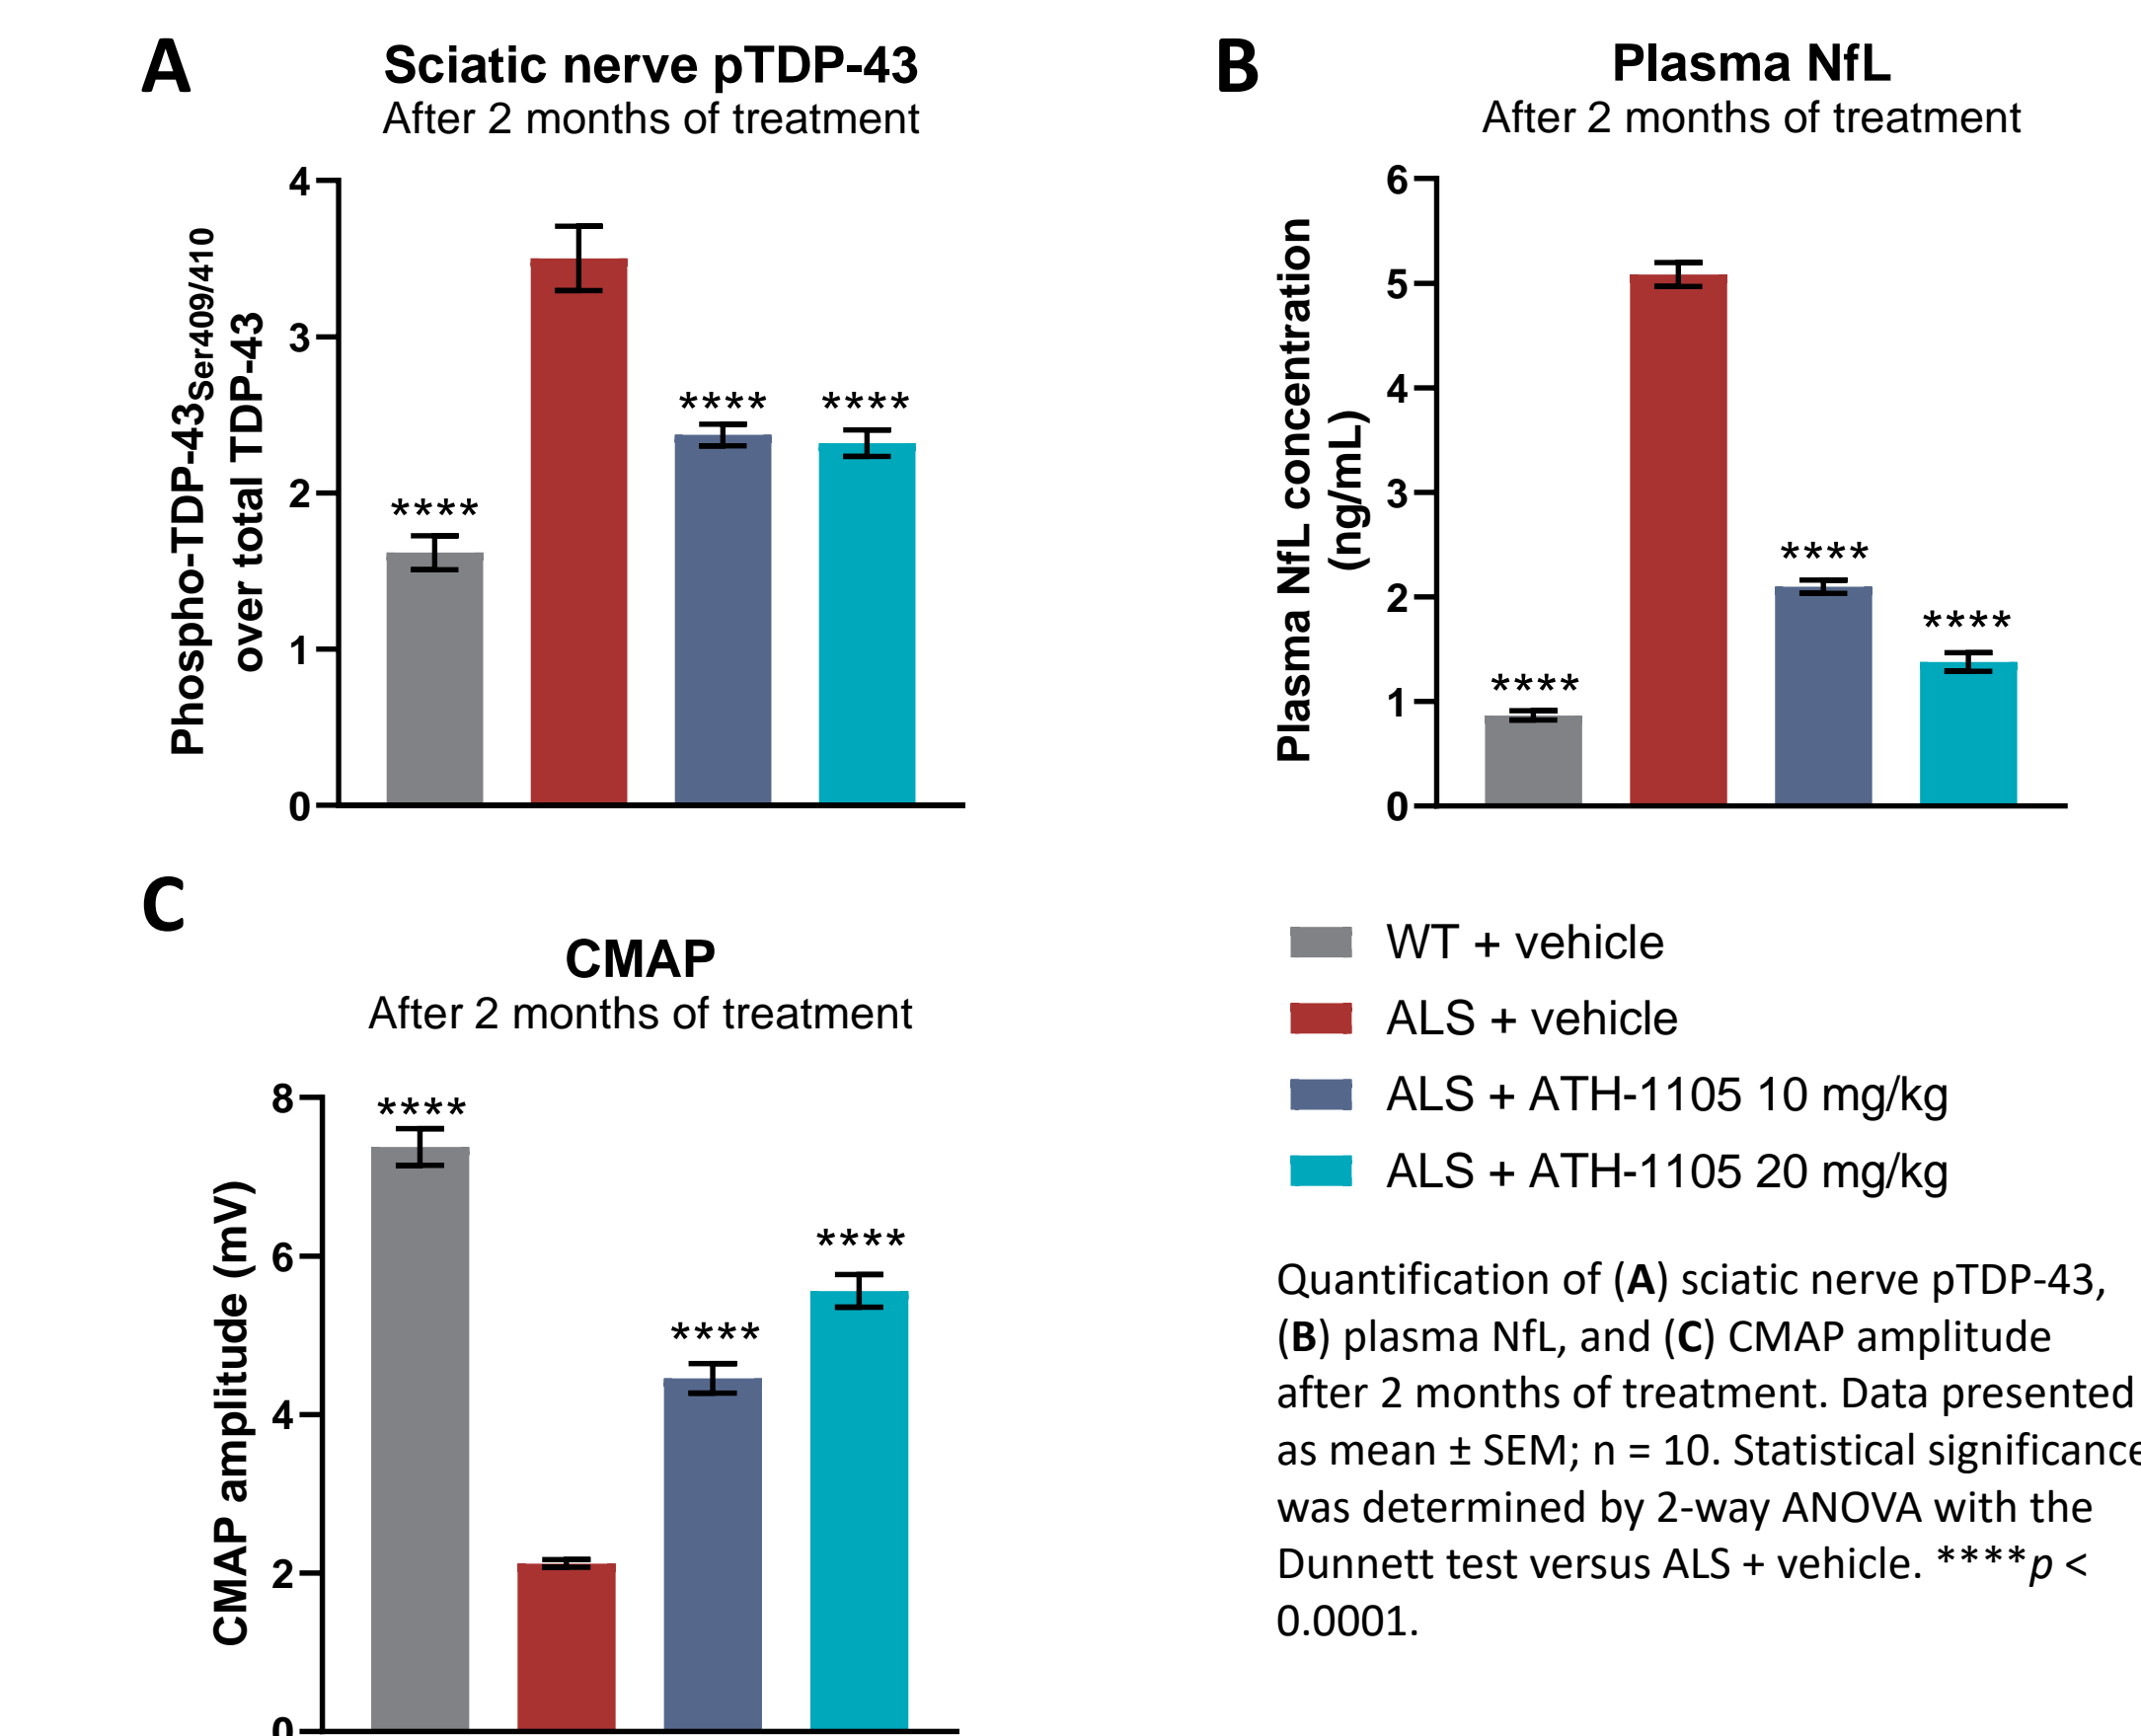 A
Sciatic nerve pTDP-43
After 2 months of treatment
Phospho-TDP-43Ser409/410
over total TDP-43
4
3
2
1
0
****
****
****
B
Plasma NfL
After 2 months of treatment
Plasma NfL concentration
(ng/mL)
6
5
4
3
2
1
0
****
****
****
C
CMAP
After 2 months of treatment
CMAP amplitude (mV)
8
6
4
2
0
****
****
****
WT + vehicle
ALS + vehicle
ALS + ATH-1105 10 mg/kg
ALS + ATH-1105 20 mg/kg
Quantification of (A) sciatic nerve pTDP-43,
(B) plasma NfL, and (C) CMAP amplitude
after 2 months of treatment. Data presented
as mean ± SEM; n = 10. Statistical significance
was determined by 2-way ANOVA with the
Dunnett test versus ALS + vehicle. ****p <
0.0001.